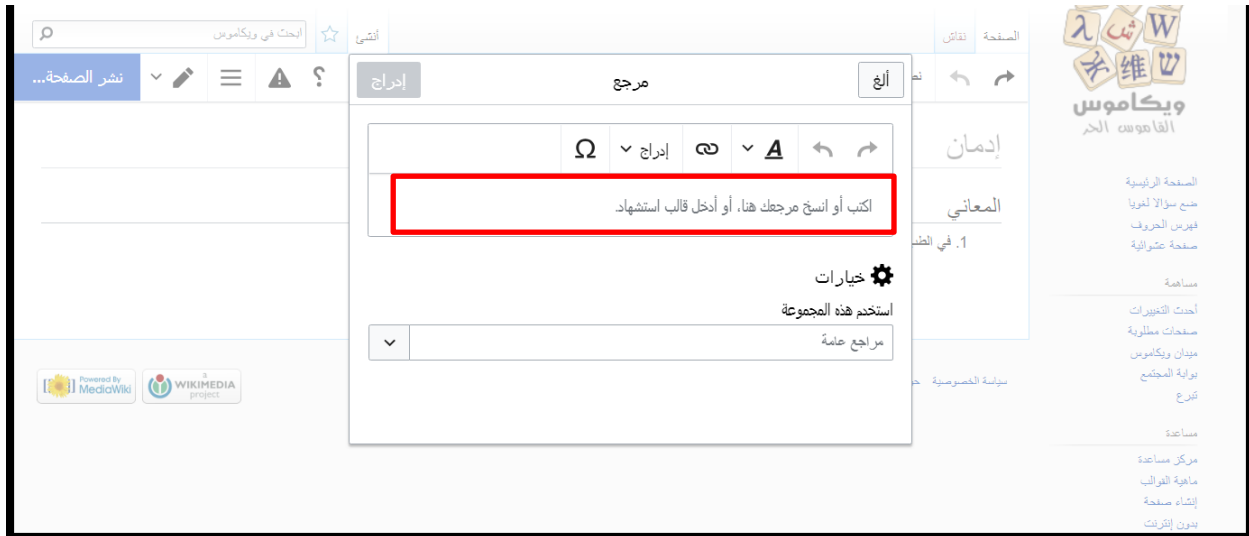 الصفحة
نقاش
أنشئ
ابحث في ويكاموس
ويكاموس
القاموس الحر
نشر الصفحة...
ألغ
مرجع
إدراج
إدراج
اكتب أو انسخ مرجعك هنا، أو أدخل قالب استشهاد.
خيارات
استخدم هذه المجموعة
مراجع عامة
إدمان
المعاني
1. في
سياسة الخصوصية
Powered By
MediaWiki
a
WIKIMEDIA
project
الصفحة الرئيسية
ضع سؤالا لغويا
فهرس الحروف
صفحة عشوائية
مساهمة
أحدث التغييرات
صفحات مطلوبة
ميدان ويكاموس
بوابة المجتمع
تبرع
مساعدة
مركز مساعدة
ماهية القوالب
إنشاء صفحة
بدون إنترنت